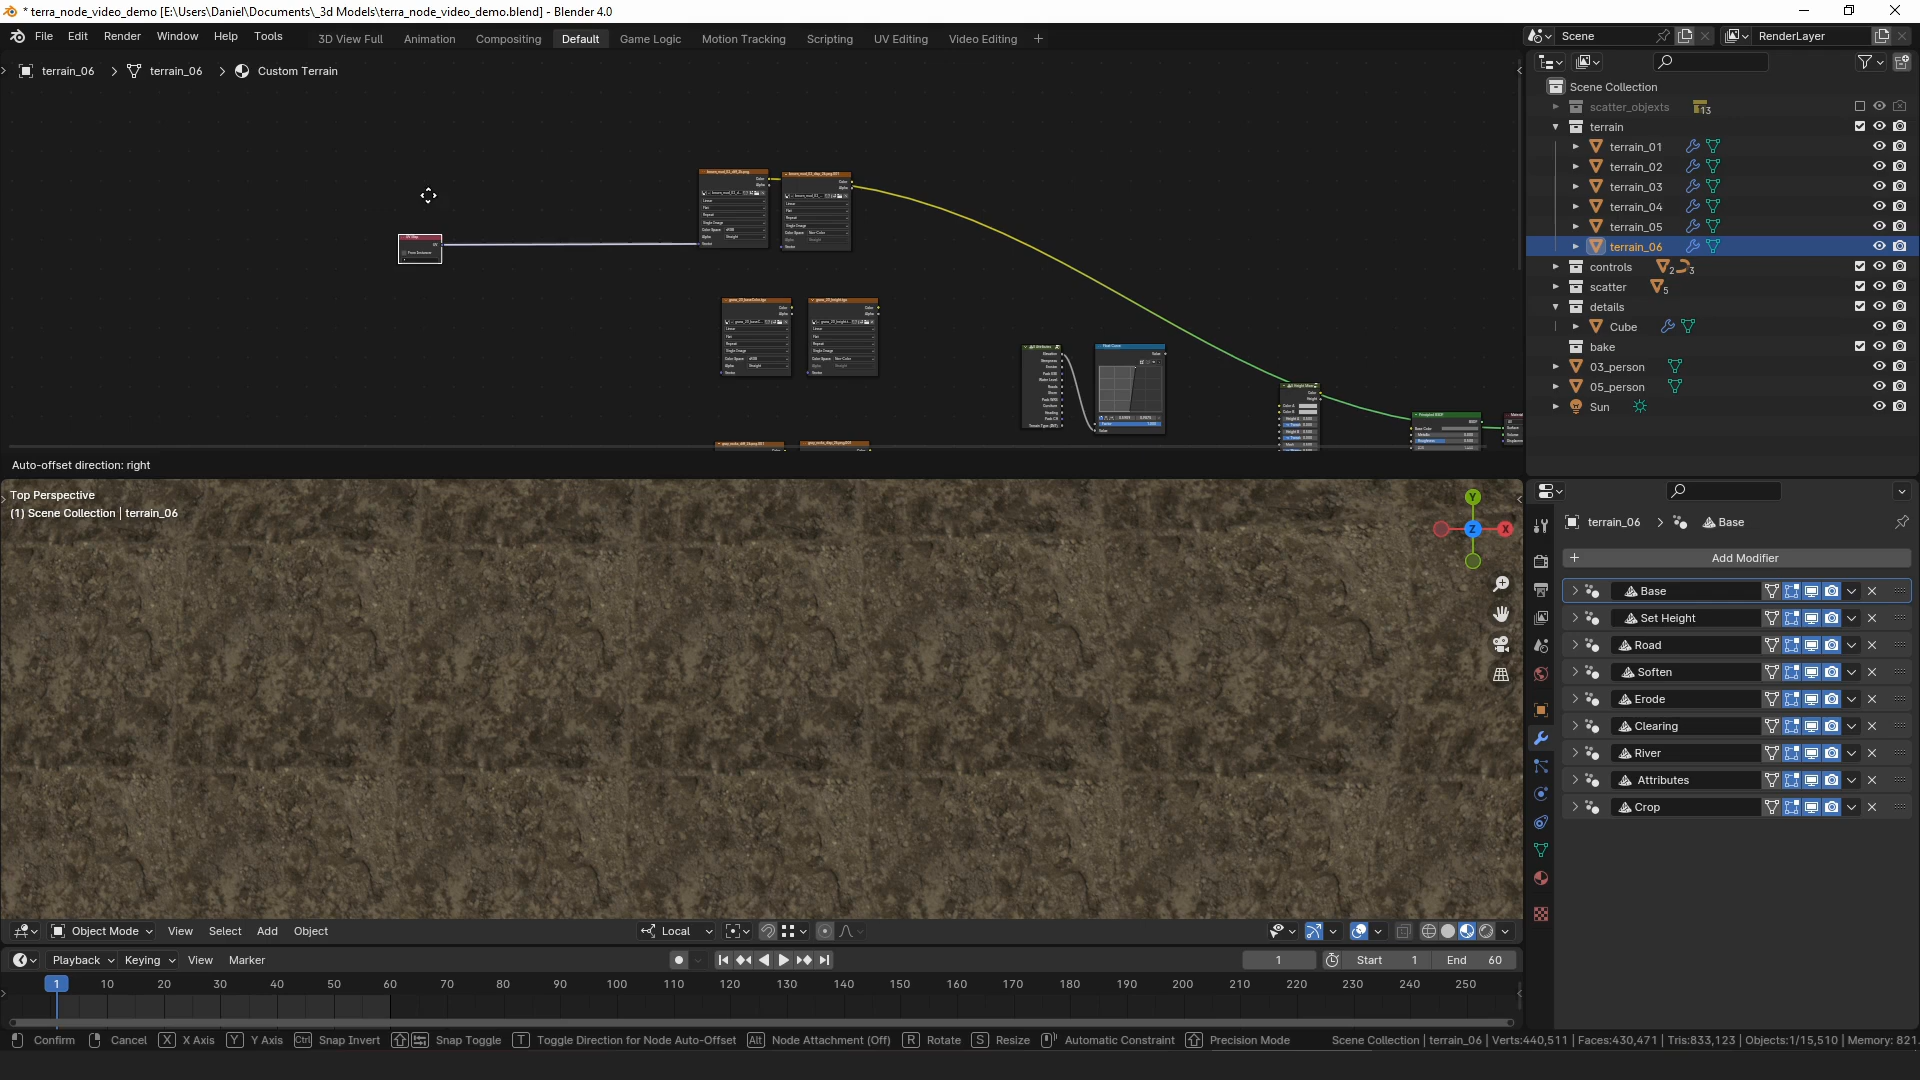 * terra_node_video_demo [E:\Users\Daniel\Documents\_3d Models\terra_node_video_demo.blend] - Blender 4.0
File Edit Render Window Help Tools
3D View Full Animation Compositing Default Game Logic Motion Tracking Scripting UV Editing Video Editing +
Scene RenderLayer
terrain_06 > terrain_06 > Custom Terrain
Scene Collection
scatter_objexts 13
terrain
terrain_01
terrain_02
terrain_03
terrain_04
terrain_05
terrain_06
controls 2 3
scatter 5
details
Cube
bake
03_person
05_person
Sun
Auto-offset direction: right
Top Perspective
(1) Scene Collection | terrain_06
Y
Z
X
terrain_06 > Base
Add Modifier
Base
Set Height
Road
Soften
Erode
Clearing
River
Attributes
Crop
Object Mode View Select Add Object Local
Playback Keying View Marker 1 Start 1 End 60
1 10 20 30 40 50 60 70 80 90 100 110 120 130 140 150 160 170 180 190 200 210 220 230 240 250
Confirm Cancel X X Axis Y Y Axis Ctrl Snap Invert Snap Toggle T Toggle Direction for Node Auto-Offset Alt Node Attachment (Off) R Rotate S Resize Automatic Constraint Precision Mode Scene Collection | terrain_06 | Verts:440,511 | Faces:430,471 | Tris:833,123 | Objects:1/15,510 | Memory: 821.